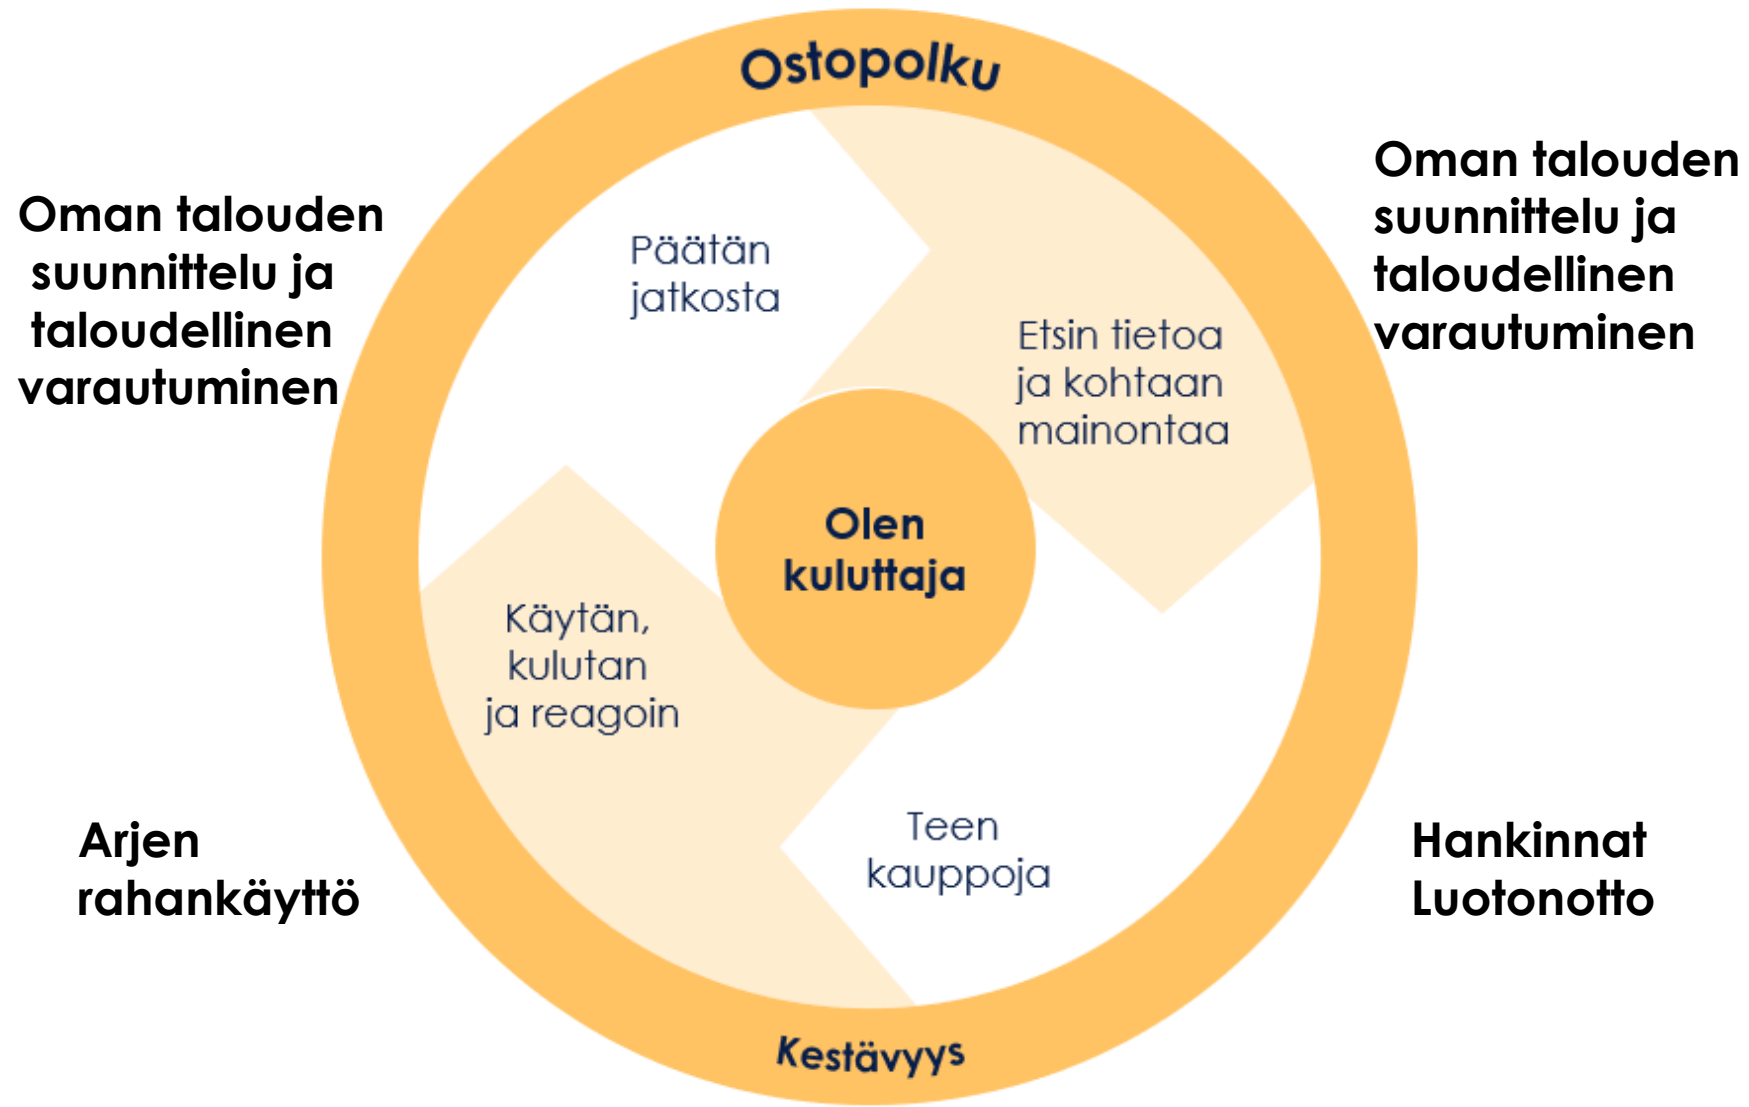 Ostopolku
Oman talouden
suunnittelu ja
taloudellinen
varautuminen
Oman talouden
suunnittelu ja
taloudellinen
varautuminen
Päätän
jatkosta
Etsin tietoa
ja kohtaan
mainontaa
Olen
kuluttaja
Käytän,
kulutan
ja reagoin
Teen
kauppoja
Arjen
rahankäyttö
Hankinnat
Luotonotto
Kestävyys